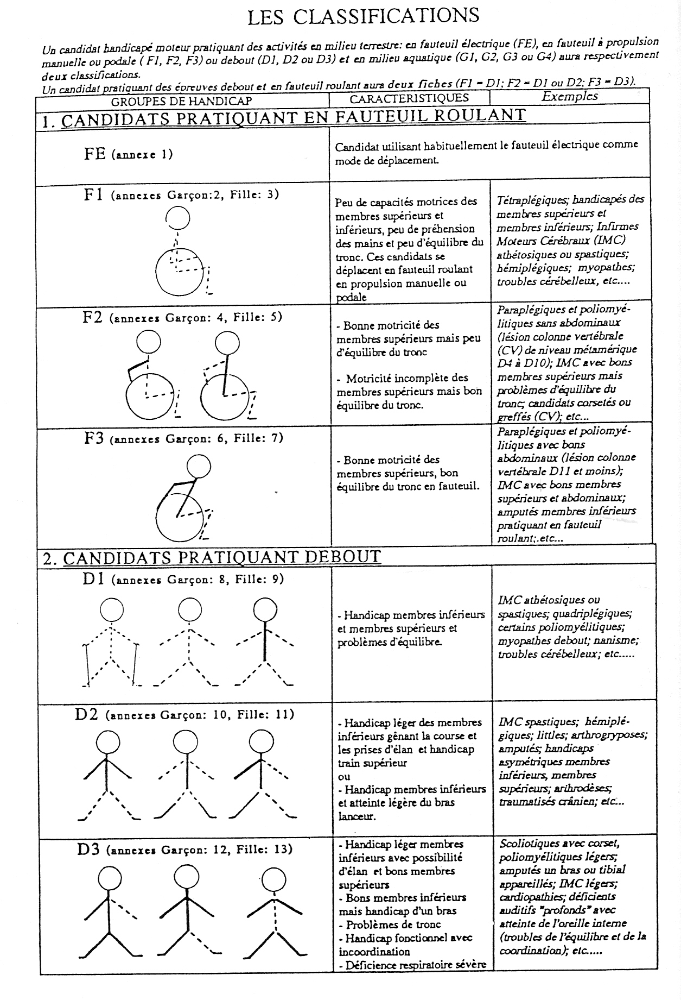 LES CLASSIFICATIONS
Un candidat handicapé moteur pratiquant des activités en milieu terrestre: en fauteuil électrique (FE), en fauteuil à propulsion
manuelle ou podale ( F1, F2, F3) ou debout (D1, D2 ou D3) et en milieu aquatique (G1, G2, G3 ou G4) aura respectivement
deux classifications.
Un candidat pratiquant des épreuves debout et en fauteuil roulant aura deux fiches (F1 = D1; F2 = D1 ou D2; F3 = D3).
GROUPES DE HANDICAP
CARACTERISTIQUES
Exemples
1. CANDIDATS PRATIQUANT EN FAUTEUIL ROULANT
FE (annexe 1)
Candidat utilisant habituellement le fauteuil électrique comme
mode de déplacement.
F1 (annexes Garçon:2, Fille: 3)
Peu de capacités motrices des
membres supérieurs et
inférieurs, peu de préhension
des mains et peu d'équilibre du
tronc. Ces candidats se
déplacent en fauteuil roulant
en propulsion manuelle ou
podale
Tétraplégiques; handicapés des
membres supérieurs et
membres inférieurs; Infirmes
Moteurs Cérébraux (IMC)
athétosiques ou spastiques;
hémiplégiques; myopathes;
troubles cérébelleux, etc....
F2 (annexes Garçon: 4, Fille: 5)
- Bonne motricité des
membres supérieurs mais peu
d'équilibre du tronc
- Motricité incomplète des
membres supérieurs mais bon
équilibre du tronc.
Paraplégiques et poliomyé-
litiques sans abdominaux
(lésion colonne vertébrale
(CV) de niveau métamérique
D4 à D10); IMC avec bons
membres supérieurs mais
problèmes d'équilibre du
tronc; candidats corsetés ou
greffés (CV); etc...
F3 (annexes Garçon: 6, Fille: 7)
- Bonne motricité des
membres supérieurs, bon
équilibre du tronc en fauteuil.
Paraplégiques et poliomyé-
litiques avec bons
abdominaux (lésion colonne
vertébrale D11 et moins);
IMC avec bons membres
supérieurs et abdominaux;
amputés membres inférieurs
pratiquant en fauteuil
roulant;.etc...
2. CANDIDATS PRATIQUANT DEBOUT
D1 (annexes Garçon: 8, Fille: 9)
- Handicap membres inférieurs
et membres supérieurs et
problèmes d'équilibre.
IMC athétosiques ou
spastiques; quadriplégiques;
certains poliomyélitiques;
myopathes debout; nanisme;
troubles cérébelleux; etc.....
D2 (annexes Garçon: 10, Fille: 11)
- Handicap léger des membres
inférieurs gênant la course et
les prises d'élan et handicap
train supérieur
ou
- Handicap membres inférieurs
et atteinte légère du bras
lanceur.
IMC spastiques; hémiplé-
giques; littles; arthrogryposes;
amputés; handicaps
asymétriques membres
inférieurs, membres
supérieurs; arthrodèses;
traumatisés crânien; etc...
D3 (annexes Garçon: 12, Fille: 13)
- Handicap léger membres
inférieurs avec possibilité
d'élan et bons membres
supérieurs
- Bons membres inférieurs
mais handicap d'un bras
- Problèmes de tronc
- Handicap fonctionnel avec
incoordination
- Déficience respiratoire sévère
Scoliotiques avec corset,
poliomyélitiques légers;
amputés un bras ou tibial
appareillés; IMC légers;
cardiopathies; déficients
auditifs "profonds" avec
atteinte de l'oreille interne
(troubles de l'équilibre et de la
coordination); etc.....